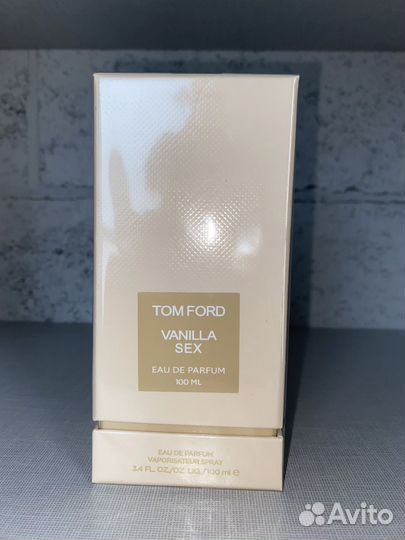 TOM FORD
VANILLA
SEX
EAU DE PARFUM
100 ML
EAU DE PARFUM
VAPORISATEUR SPRAY
3.4 FL. OZ./OZ. LIQ./100 ml ℮
Avito